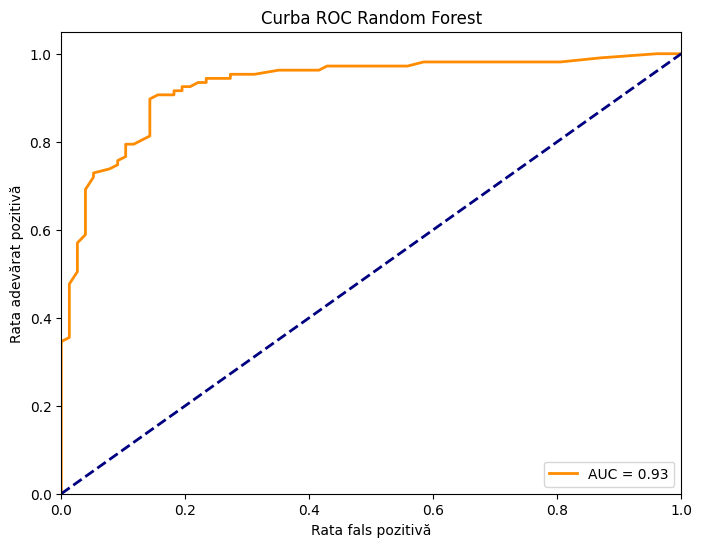 Curba ROC Random Forest
Rata adevărat pozitivă
1.0
0.8
0.6
0.4
0.2
0.0
AUC = 0.93
0.0 0.2 0.4 0.6 0.8 1.0
Rata fals pozitivă